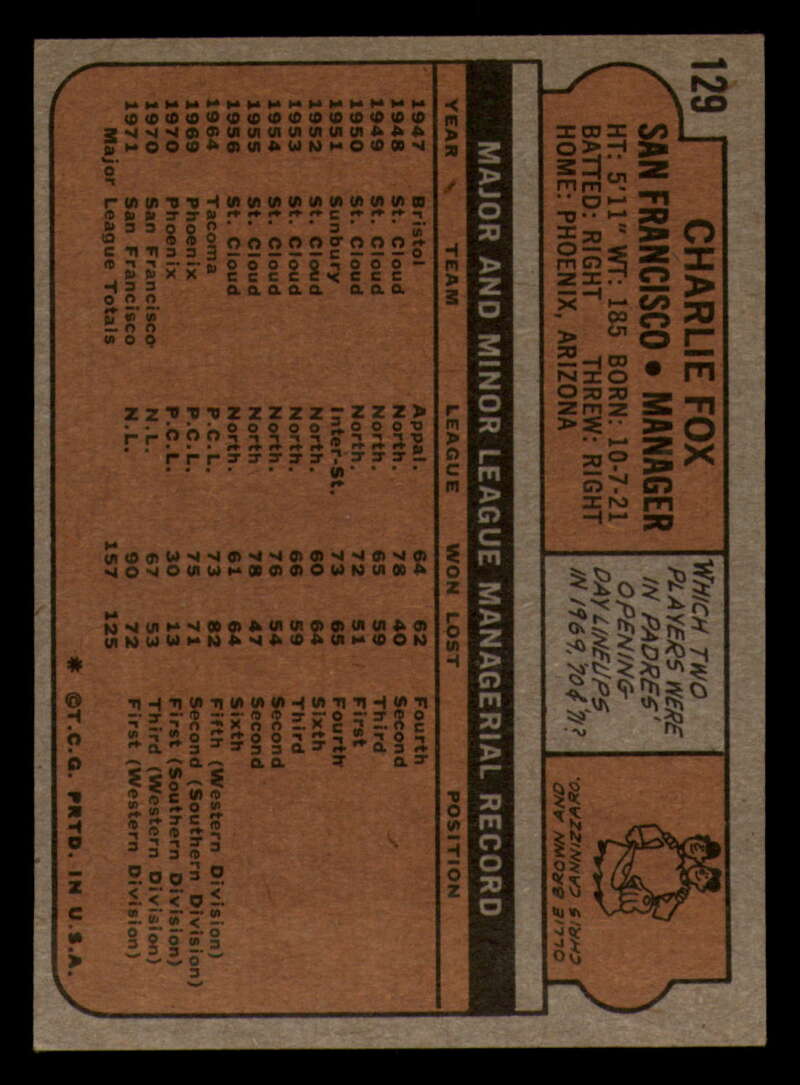 129
CHARLIE FOX
SAN FRANCISCO • MANAGER
HT: 5'11" WT: 185 BORN: 10-7-21
BATTED: RIGHT THREW: RIGHT
HOME: PHOENIX, ARIZONA
WHICH TWO
PLAYERS WERE
IN PADRES'
OPENING
DAY LINEUPS
IN 1969, '70 & '71?
OLLIE BROWN AND
CHRIS CANNIZZARO.
MAJOR AND MINOR LEAGUE MANAGERIAL RECORD
YEAR TEAM LEAGUE WON LOST POSITION
1947 Bristol Appal. 64 62 Fourth
1948 St. Cloud North. 78 40 Second
1949 St. Cloud North. 65 59 Third
1950 St. Cloud North. 72 51 First
1951 Sunbury Inter-St. 73 65 Fourth
1952 St. Cloud North. 60 64 Sixth
1953 St. Cloud North. 66 59 Third
1954 St. Cloud North. 76 54 Second
1955 St. Cloud North 78 47 Second
1956 St. Cloud North. 61 64 Sixth
1964 Tacoma P.C.L. 73 82 Fifth (Western Division)
1969 Phoenix P.C.L. 75 71 Second (Southern Division)
1970 Phoenix P.C.L. 30 13 First (Southern Division)
1970 San Francisco N.L. 67 53 Third (Western Division)
1971 San Francisco N.L. 90 72 First (Western Division)
Major League Totals 157 125
* ©T.C.G. PRTD. IN U.S.A.